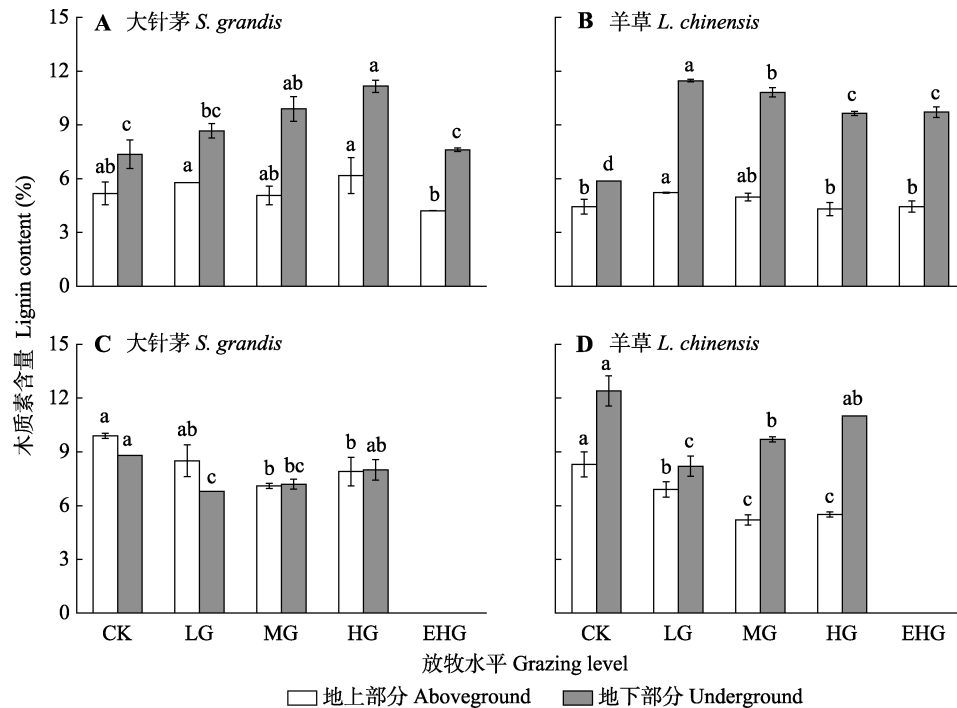 木质素含量 Lignin content (%)
A 大针茅 S. grandis
15
12
9
6
3
0
ab
c
a
bc
ab
ab
a
a
b
c
B 羊草 L. chinensis
b
d
a
a
ab
b
b
c
b
c
C 大针茅 S. grandis
15
12
9
6
3
0
a
a
ab
c
b
bc
b
ab
CK LG MG HG EHG
D 羊草 L. chinensis
a
a
b
c
c
b
c
ab
CK LG MG HG EHG
放牧水平 Grazing level
地上部分 Aboveground 地下部分 Underground